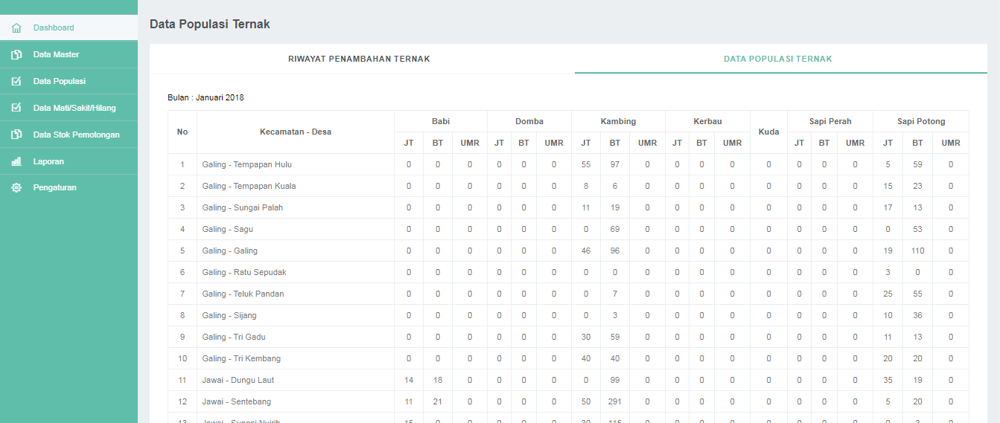 Dashboard
Data Master
Data Populasi
Data Mati/Sakit/Hilang
Data Stok Pemotongan
Laporan
Pengaturan
Data Populasi Ternak
RIWAYAT PENAMBAHAN TERNAK DATA POPULASI TERNAK
Bulan : Januari 2018
No Kecamatan - Desa Babi Domba Kambing Kerbau Kuda Sapi Perah Sapi Potong
JT BT UMR JT BT UMR JT BT UMR JT BT UMR JT BT UMR JT BT UMR
1 Galing - Tempapan Hulu 0 0 0 0 0 0 55 97 0 0 0 0 0 0 0 0 5 59 0
2 Galing - Tempapan Kuala 0 0 0 0 0 0 8 6 0 0 0 0 0 0 0 0 15 23 0
3 Galing - Sungai Palah 0 0 0 0 0 0 11 19 0 0 0 0 0 0 0 0 17 13 0
4 Galing - Sagu 0 0 0 0 0 0 0 69 0 0 0 0 0 0 0 0 0 53 0
5 Galing - Galing 0 0 0 0 0 0 46 96 0 0 0 0 0 0 0 0 19 110 0
6 Galing - Ratu Sepudak 0 0 0 0 0 0 0 0 0 0 0 0 0 0 0 0 3 0 0
7 Galing - Teluk Pandan 0 0 0 0 0 0 0 7 0 0 0 0 0 0 0 0 25 55 0
8 Galing - Sijang 0 0 0 0 0 0 0 3 0 0 0 0 0 0 0 0 10 36 0
9 Galing - Tri Gadu 0 0 0 0 0 0 30 59 0 0 0 0 0 0 0 0 11 13 0
10 Galing - Tri Kembang 0 0 0 0 0 0 40 40 0 0 0 0 0 0 0 0 20 20 0
11 Jawai - Dungu Laut 14 18 0 0 0 0 0 99 0 0 0 0 0 0 0 0 35 19 0
12 Jawai - Sentebang 11 21 0 0 0 0 50 291 0 0 0 0 0 0 0 0 5 20 0
13 Jawai - Sungai Nyirih 15 0 0 0 0 0 30 115 0 0 0 0 0 0 0 0 0 3 0